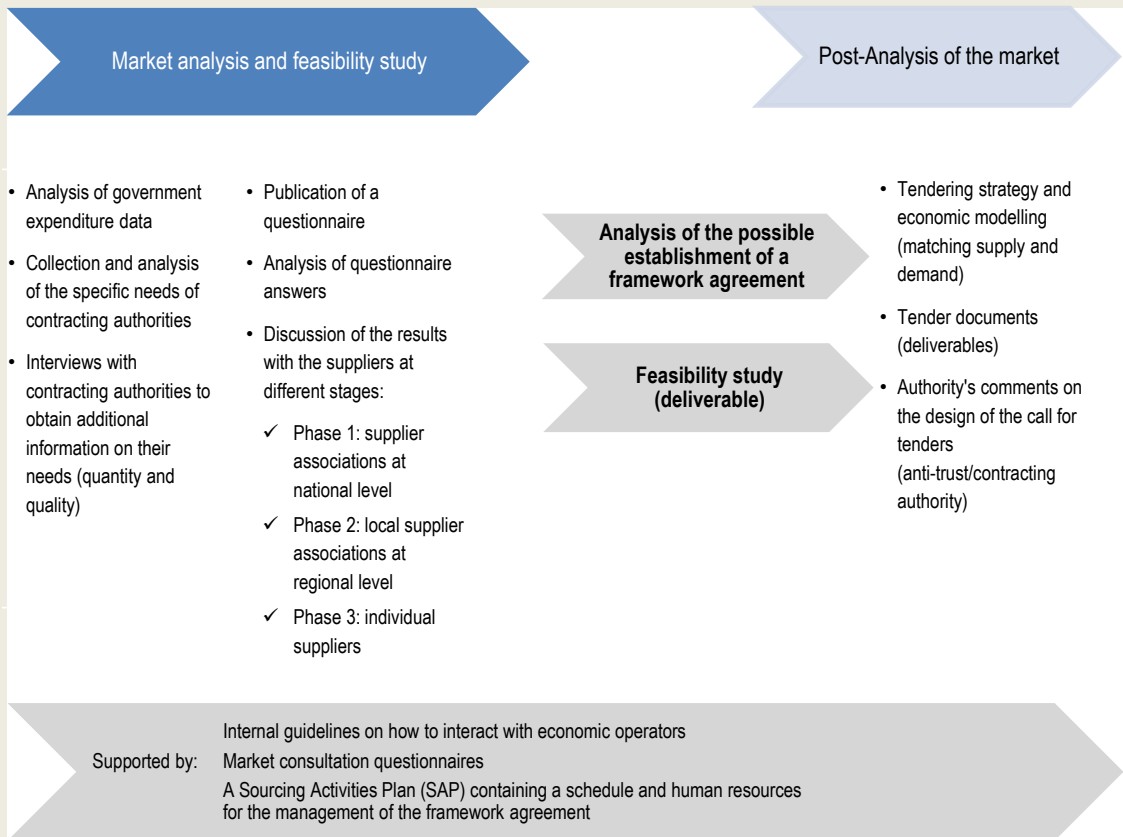 Market analysis and feasibility study
Post-Analysis of the market
• Analysis of government
expenditure data
• Collection and analysis
of the specific needs of
contracting authorities
• Interviews with
contracting authorities to
obtain additional
information on their
needs (quantity and
quality)
• Publication of a
questionnaire
• Analysis of questionnaire
answers
• Discussion of the results
with the suppliers at
different stages:
✓ Phase 1: supplier
associations at
national level
✓ Phase 2: local supplier
associations at
regional level
✓ Phase 3: individual
suppliers
Analysis of the possible
establishment of a
framework agreement
Feasibility study
(deliverable)
• Tendering strategy and
economic modelling
(matching supply and
demand)
• Tender documents
(deliverables)
• Authority's comments on
the design of the call for
tenders
(anti-trust/contracting
authority)
Supported by:
Internal guidelines on how to interact with economic operators
Market consultation questionnaires
A Sourcing Activities Plan (SAP) containing a schedule and human resources
for the management of the framework agreement